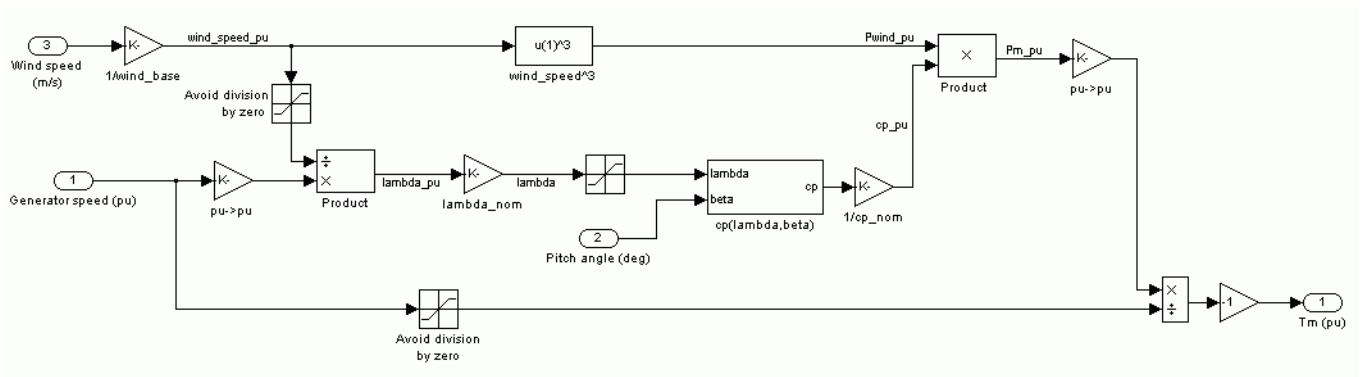 3
Wind speed
(m/s)
K-
1/wind_base
wind_speed_pu
u(1)^3
wind_speed^3
Pwind_pu
×
Product
Pm_pu
K-
pu->pu
Avoid division
by zero
cp_pu
1
Generator speed (pu)
K-
pu->pu
÷
×
Product
lambda_pu
K-
lambda_nom
lambda
lambda
beta
cp
cp(lambda,beta)
K-
1/cp_nom
2
Pitch angle (deg)
Avoid division
by zero
×
÷
-1
1
Tm (pu)